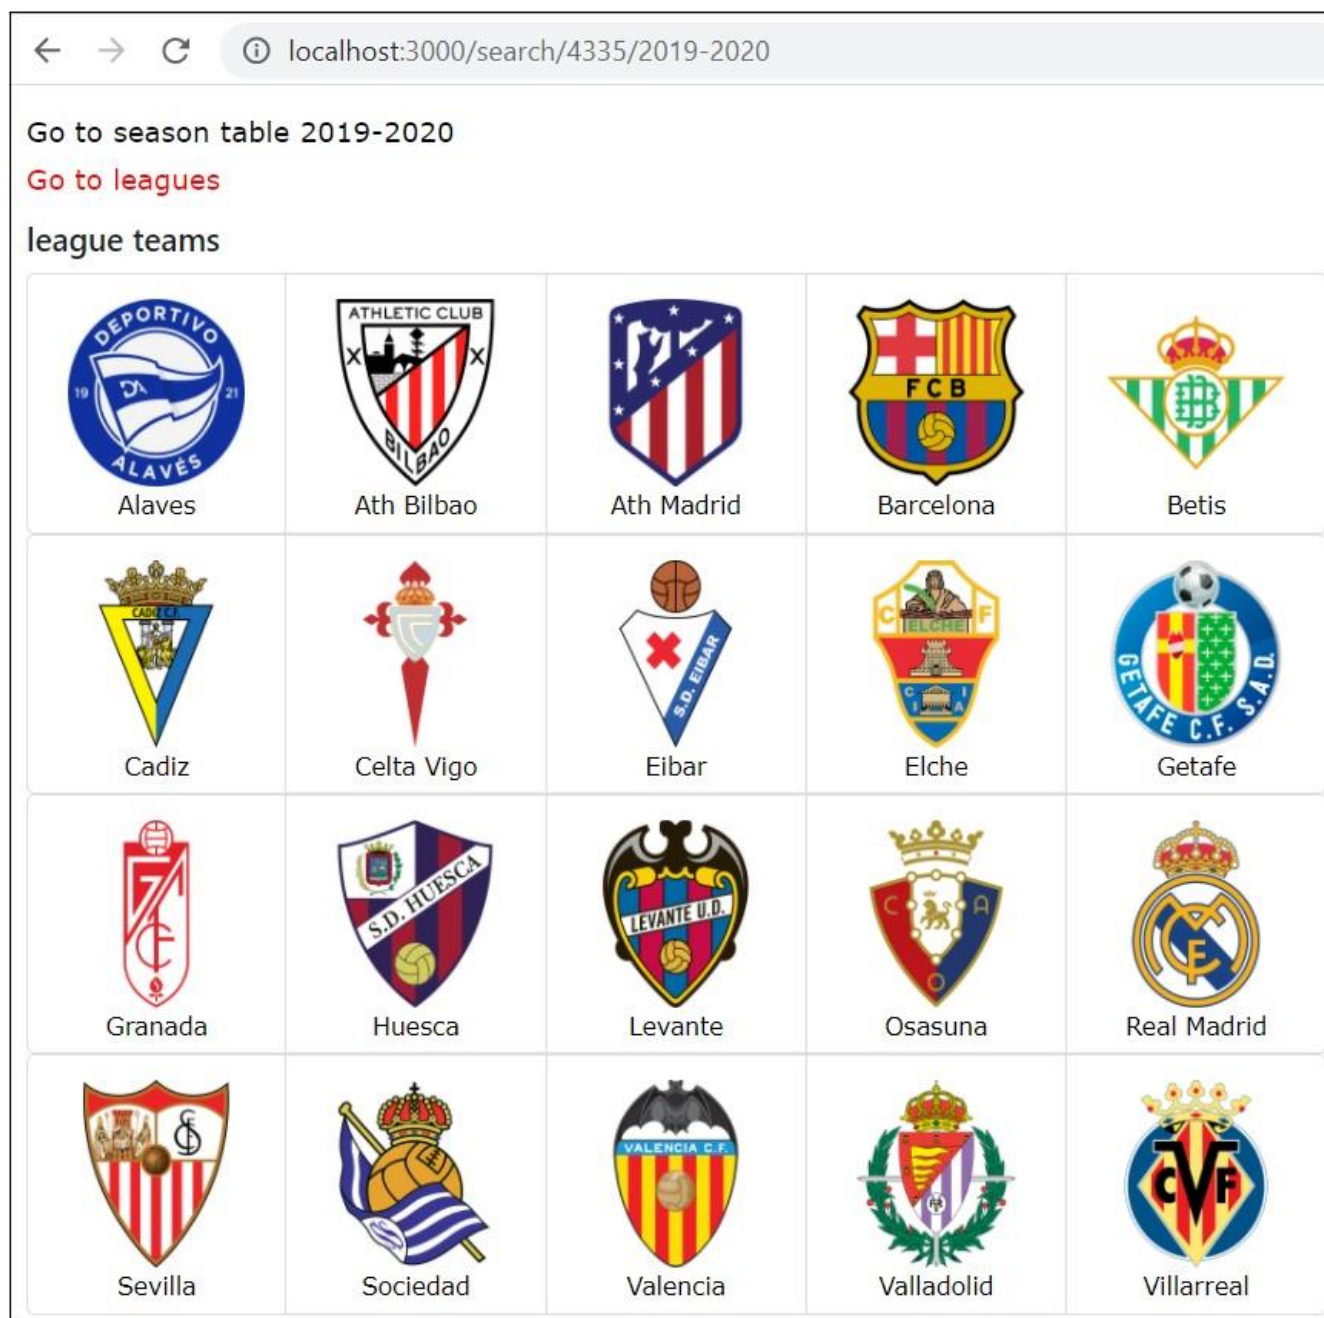 localhost:3000/search/4335/2019-2020
Go to season table 2019-2020
Go to leagues
league teams
DEPORTIVO
19 21
ALAVÉS
ATHLETIC CLUB
BILBAO
FCB
Alaves Ath Bilbao Ath Madrid Barcelona Betis
CADIZ C.F.
S.D. EIBAR
C F
ELCHE
C I I A
GETAFE C.F. S.A.D.
Cadiz Celta Vigo Eibar Elche Getafe
S.D. HUESCA
LEVANTE U.D.
C A
O
Granada Huesca Levante Osasuna Real Madrid
VALENCIA C.F.
CVF
Sevilla Sociedad Valencia Valladolid Villarreal